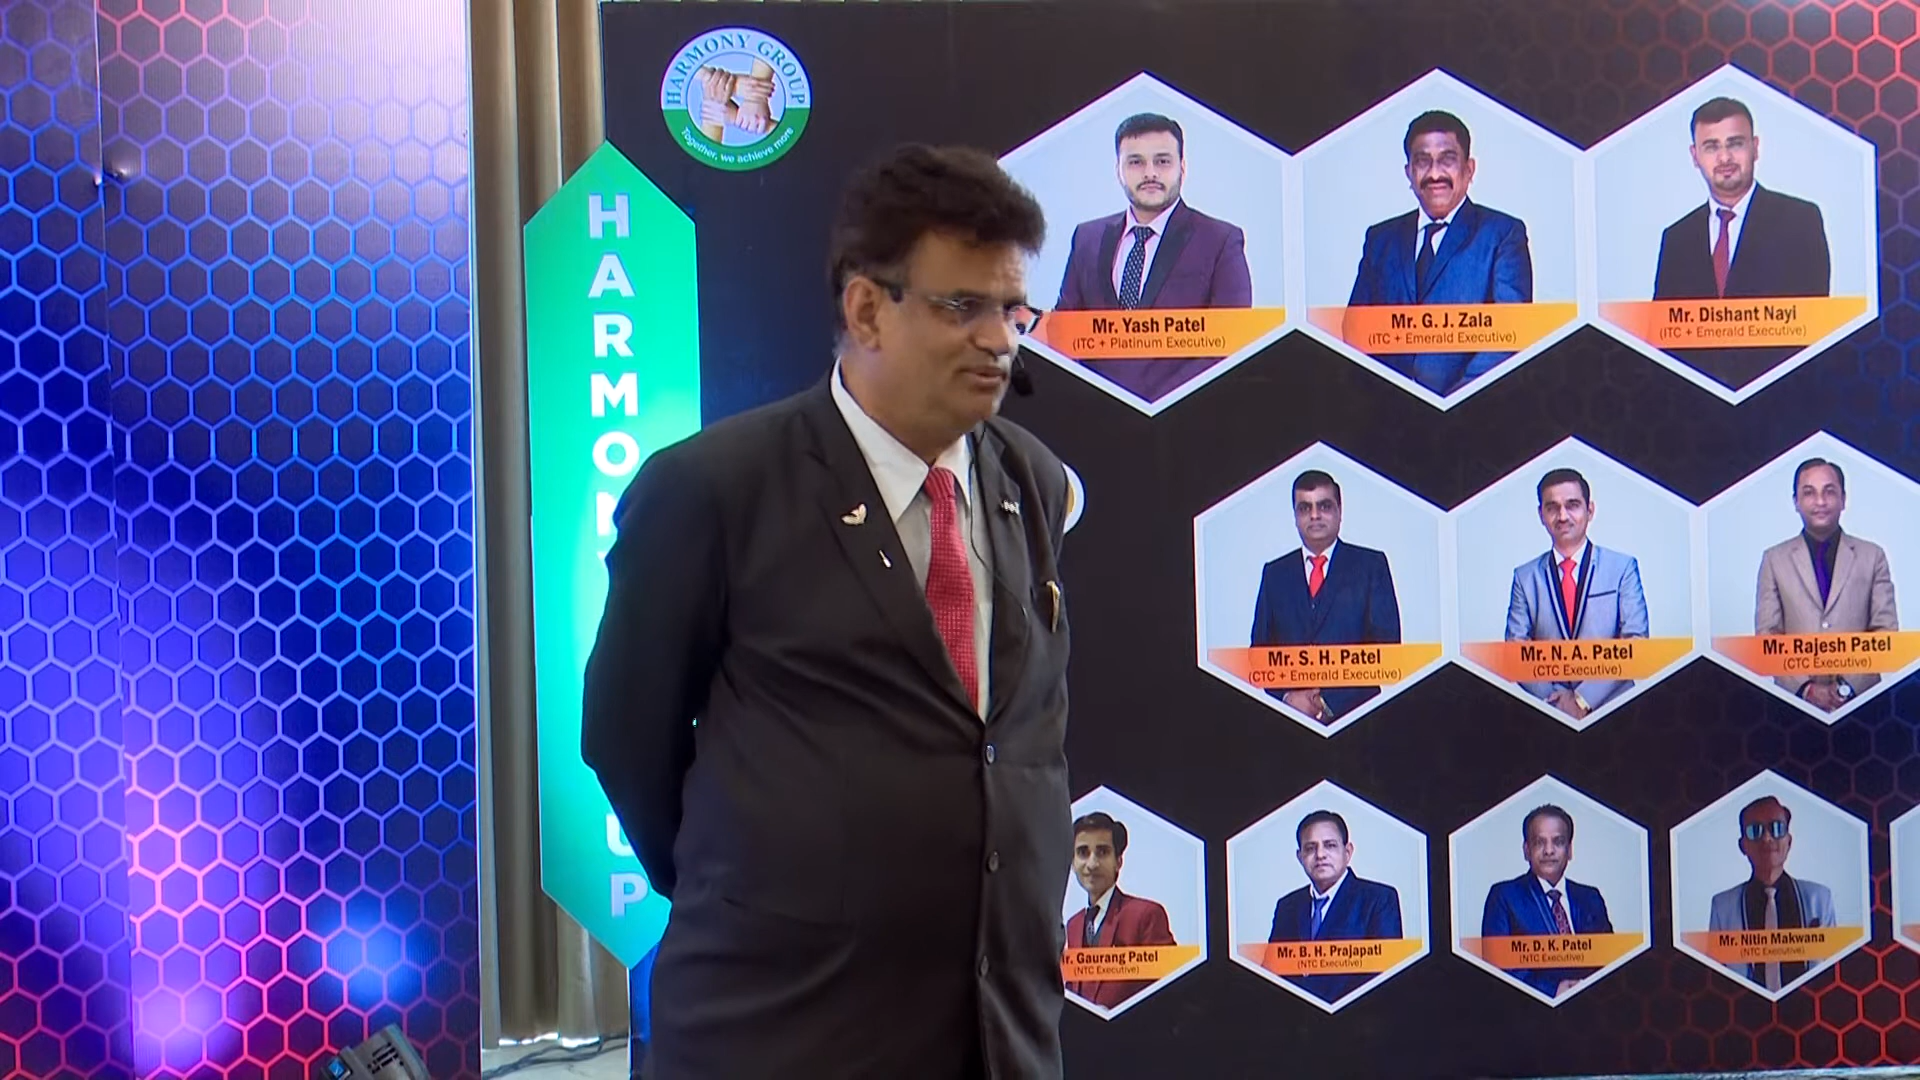 HARMONY GROUP
Together, we achieve more
HARMO
UP
Mr. Yash Patel
(ITC + Platinum Executive)
Mr. G. J. Zala
(ITC + Emerald Executive)
Mr. Dishant Nayi
(ITC + Emerald Executive)
Mr. S. H. Patel
(CTC + Emerald Executive)
Mr. N. A. Patel
(CTC Executive)
Mr. Rajesh Patel
(CTC Executive)
r. Gaurang Patel
(NTC Executive)
Mr. B. H. Prajapati
(NTC Executive)
Mr. D. K. Patel
(NTC Executive)
Mr. Nitin Makwana
(NTC Executive)